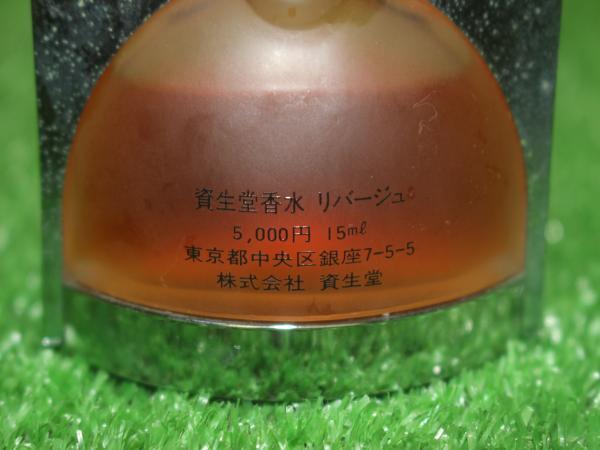 資生堂香水 リバージュ
5,000円 15ml
東京都中央区銀座7-5-5
株式会社 資生堂